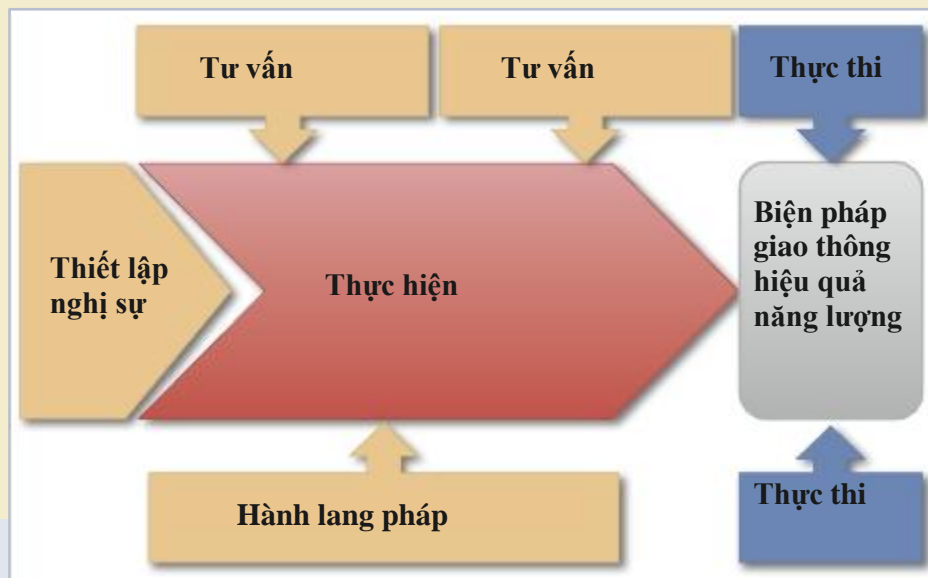 Tư vấn
Tư vấn
Thực thi
Thiết lập
nghị sự
Thực hiện
Biện pháp
giao thông
hiệu quả
năng lượng
Hành lang pháp
Thực thi